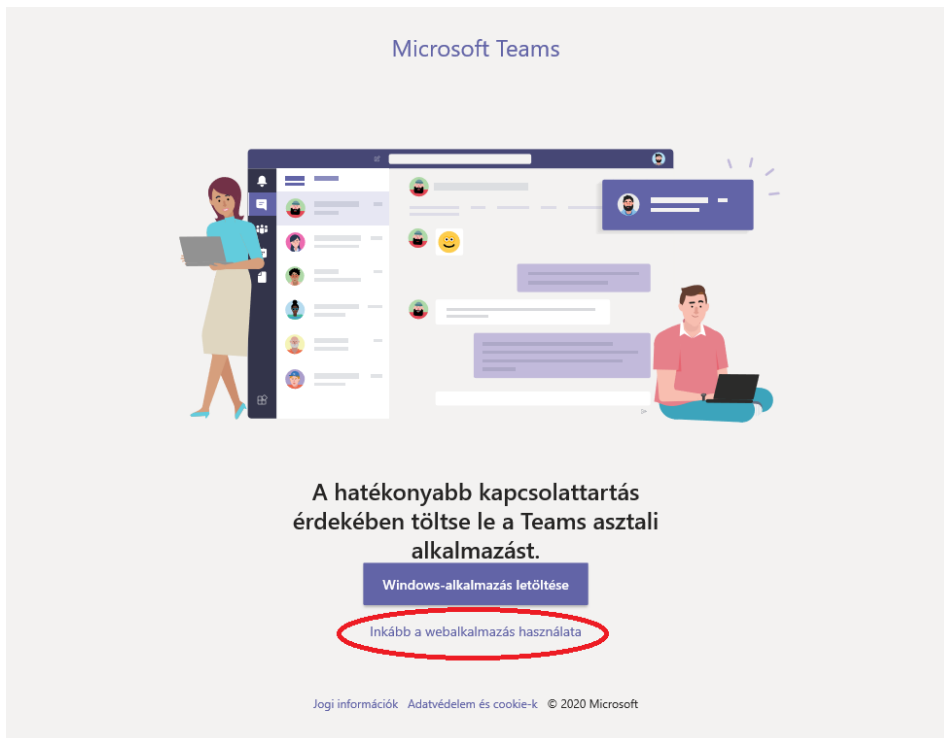 Microsoft Teams
A hatékonyabb kapcsolattartás
érdekében töltse le a Teams asztali
alkalmazást.
Windows-alkalmazás letöltése
Inkább a webalkalmazás használata
Jogi információk Adatvédelem és cookie-k © 2020 Microsoft